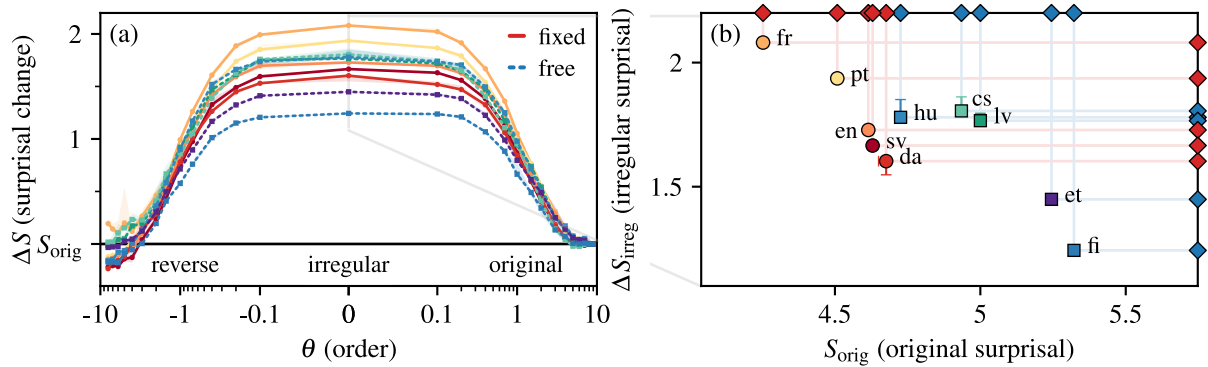 (a)
fixed
free
2
1
S_orig
ΔS (surprisal change)
reverse
irregular
original
-10
-1
-0.1
0
0.1
1
10
θ (order)
(b)
fr
pt
hu
cs
lv
en
sv
da
et
fi
2
1.5
ΔS_irreg (irregular surprisal)
4.5
5
5.5
S_orig (original surprisal)